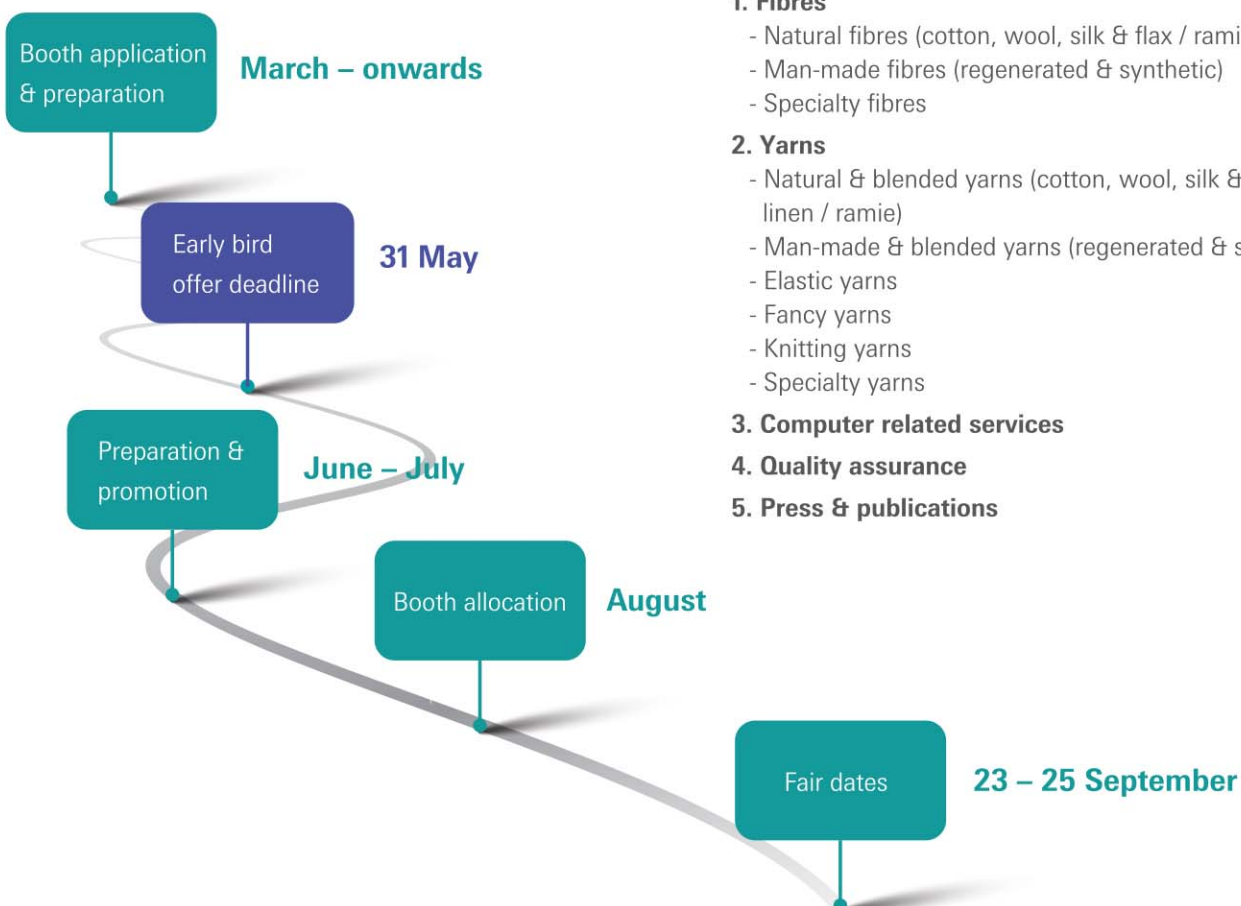 Booth application
& preparation
March – onwards
Early bird
offer deadline
31 May
Preparation &
promotion
June – July
Booth allocation
August
Fair dates
23 – 25 September
1. Fibres
- Natural fibres (cotton, wool, silk & flax / rami
- Man-made fibres (regenerated & synthetic)
- Specialty fibres
2. Yarns
- Natural & blended yarns (cotton, wool, silk &
linen / ramie)
- Man-made & blended yarns (regenerated & s
- Elastic yarns
- Fancy yarns
- Knitting yarns
- Specialty yarns
3. Computer related services
4. Quality assurance
5. Press & publications